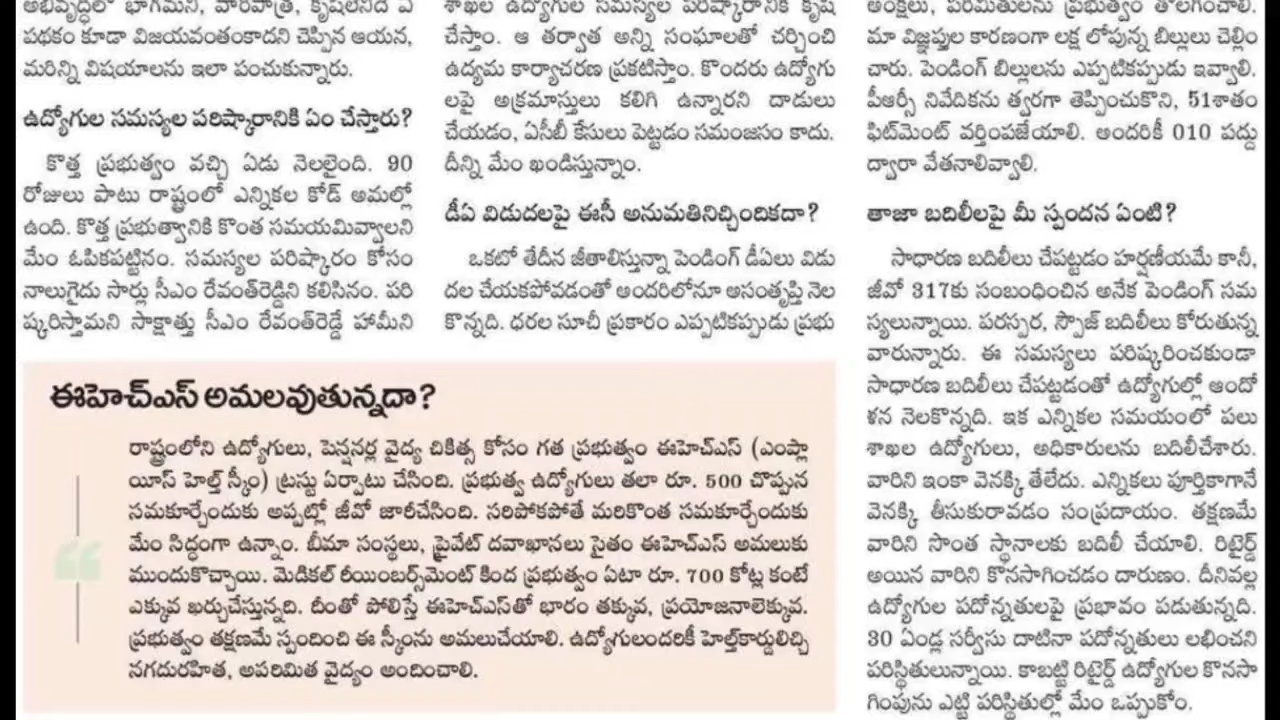 అభివృద్ధిలో భాగమని, వారిపాత్ర, కృషిలేనిదే ఏ
పథకం కూడా విజయవంతంకాదని చెప్పిన ఆయన,
మరిన్ని విషయాలను ఇలా పంచుకున్నారు.
ఉద్యోగుల సమస్యల పరిష్కారానికి ఏం చేస్తారు?
కొత్త ప్రభుత్వం వచ్చి ఏడు నెలలైంది. 90
రోజులు పాటు రాష్ట్రంలో ఎన్నికల కోడ్ అమల్లో
ఉంది. కొత్త ప్రభుత్వానికి కొంత సమయమివ్వాలని
మేం ఓపికపట్టినం. సమస్యల పరిష్కారం కోసం
నాలుగైదు సార్లు సీఎం రేవంత్‌రెడ్డిని కలిసినం. పరి
ష్కరిస్తామని సాక్షాత్తు సీఎం రేవంత్‌రెడ్డే హామీని
శాఖల ఉద్యోగుల సమస్యల పరిష్కారానికి కృషి
చేస్తాం. ఆ తర్వాత అన్ని సంఘాలతో చర్చించి
ఉద్యమ కార్యాచరణ ప్రకటిస్తాం. కొందరు ఉద్యోగు
లపై అక్రమాస్తులు కలిగి ఉన్నారని దాడులు
చేయడం, ఏసీబీ కేసులు పెట్టడం సమంజసం కాదు.
దీన్ని మేం ఖండిస్తున్నాం.
డీఏ విడుదలపై ఈసీ అనుమతినిచ్చిందికదా?
ఒకటో తేదీన జీతాలిస్తున్నా పెండింగ్ డీఏలు విడు
దల చేయకపోవడంతో అందరిలోనూ అసంతృప్తి నెల
కొన్నది. ధరల సూచీ ప్రకారం ఎప్పటికప్పుడు ప్రభు
ఈహెచ్ఎస్ అమలవుతున్నదా?
రాష్ట్రంలోని ఉద్యోగులు, పెన్షనర్ల వైద్య చికిత్స కోసం గత ప్రభుత్వం ఈహెచ్ఎస్ (ఎంప్లా
యీస్ హెల్త్ స్కీం) ట్రస్టు ఏర్పాటు చేసింది. ప్రభుత్వ ఉద్యోగులు తలా రూ. 500 చొప్పున
సమకూర్చేందుకు అప్పట్లో జీవో జారీచేసింది. సరిపోకపోతే మరికొంత సమకూర్చేందుకు
మేం సిద్ధంగా ఉన్నాం. బీమా సంస్థలు, ప్రైవేట్ దవాఖానలు సైతం ఈహెచ్ఎస్ అమలుకు
ముందుకొచ్చాయి. మెడికల్ రీయింబర్స్‌మెంట్ కింద ప్రభుత్వం ఏటా రూ. 700 కోట్ల కంటే
ఎక్కువ ఖర్చుచేస్తున్నది. దీంతో పోలిస్తే ఈహెచ్ఎస్‌తో భారం తక్కువ, ప్రయోజనాలెక్కువ.
ప్రభుత్వం తక్షణమే స్పందించి ఈ స్కీంను అమలుచేయాలి. ఉద్యోగులందరికీ హెల్త్‌కార్డులిచ్చి
నగదురహిత, అపరిమిత వైద్యం అందించాలి.
ఆంక్షలు, పరిమితులను ప్రభుత్వం తొలగించాలి.
మా విజ్ఞప్తుల కారణంగా లక్ష లోపున్న బిల్లులు చెల్లిం
చారు. పెండింగ్ బిల్లులను ఎప్పటికప్పుడు ఇవ్వాలి.
పీఆర్సీ నివేదికను త్వరగా తెప్పించుకొని, 51శాతం
ఫిట్‌మెంట్ వర్తింపజేయాలి. అందరికీ 010 పద్దు
ద్వారా వేతనాలివ్వాలి.
తాజా బదిలీలపై మీ స్పందన ఏంటి?
సాధారణ బదిలీలు చేపట్టడం హర్షణీయమే కానీ,
జీవో 317కు సంబంధించిన అనేక పెండింగ్ సమ
స్యలున్నాయి. పరస్పర, స్పౌజ్ బదిలీలు కోరుతున్న
వారున్నారు. ఈ సమస్యలు పరిష్కరించకుండా
సాధారణ బదిలీలు చేపట్టడంతో ఉద్యోగుల్లో ఆందో
ళన నెలకొన్నది. ఇక ఎన్నికల సమయంలో పలు
శాఖల ఉద్యోగులు, అధికారులను బదిలీచేశారు.
వారిని ఇంకా వెనక్కి తేలేదు. ఎన్నికలు పూర్తికాగానే
వెనక్కి తీసుకురావడం సంప్రదాయం. తక్షణమే
వారిని సొంత స్థానాలకు బదిలీ చేయాలి. రిటైర్డ్
అయిన వారిని కొనసాగించడం దారుణం. దీనివల్ల
ఉద్యోగుల పదోన్నతులపై ప్రభావం పడుతున్నది.
30 ఏండ్ల సర్వీసు దాటినా పదోన్నతులు లభించని
పరిస్థితులున్నాయి. కాబట్టి రిటైర్డ్ ఉద్యోగుల కొనసా
గింపును ఎట్టి పరిస్థితుల్లో మేం ఒప్పుకోం.